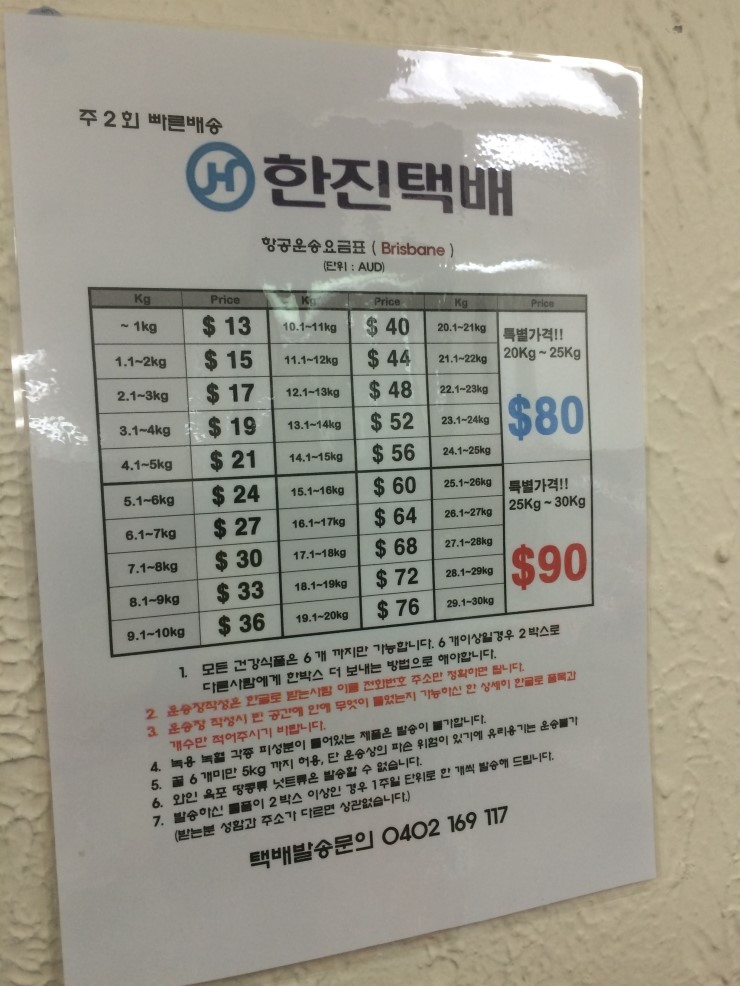 주2회 빠른배송
한진택배
항공운송요금표 ( Brisbane )
(단위 : AUD)
Kg Price Kg Price Kg Price
~ 1kg $ 13 10.1~11kg $ 40 20.1~21kg 특별가격!!
1.1~2kg $ 15 11.1~12kg $ 44 21.1~22kg 20Kg ~ 25Kg
2.1~3kg $ 17 12.1~13kg $ 48 22.1~23kg $80
3.1~4kg $ 19 13.1~14kg $ 52 23.1~24kg
4.1~5kg $ 21 14.1~15kg $ 56 24.1~25kg
5.1~6kg $ 24 15.1~16kg $ 60 25.1~26kg 특별가격!!
6.1~7kg $ 27 16.1~17kg $ 64 26.1~27kg 25Kg ~ 30Kg
7.1~8kg $ 30 17.1~18kg $ 68 27.1~28kg $90
8.1~9kg $ 33 18.1~19kg $ 72 28.1~29kg
9.1~10kg $ 36 19.1~20kg $ 76 29.1~30kg
1. 모든 건강식품은 6개 까지만 가능합니다. 6개이상일경우 2박스로
다른사람에게 한박스 더 보내는 방법으로 해야합니다.
2. 운송장작성은 한글로 받는사람 이름 전화번호 주소만 정확하면 됩니다.
3. 운송장 작성시 빈 공간에 안에 무엇이 들었는지 가능하신 한 상세히 한글로 품목과
개수만 적어주시기 바랍니다.
4. 녹용 녹혈 각종 피성분이 들어있는 제품은 발송이 불가합니다.
5. 꿀 6개미만 5kg 까지 허용, 단 운송상의 파손 위험이 있기에 유리용기는 운송불가
6. 와인 육포 땅콩류 넛트류은 발송할 수 없습니다.
7. 발송하신 물품이 2박스 이상인 경우 1주일 단위로 한 개씩 발송해 드립니다.
(받는분 성함과 주소가 다르면 상관없습니다.)
택배발송문의 0402 169 117